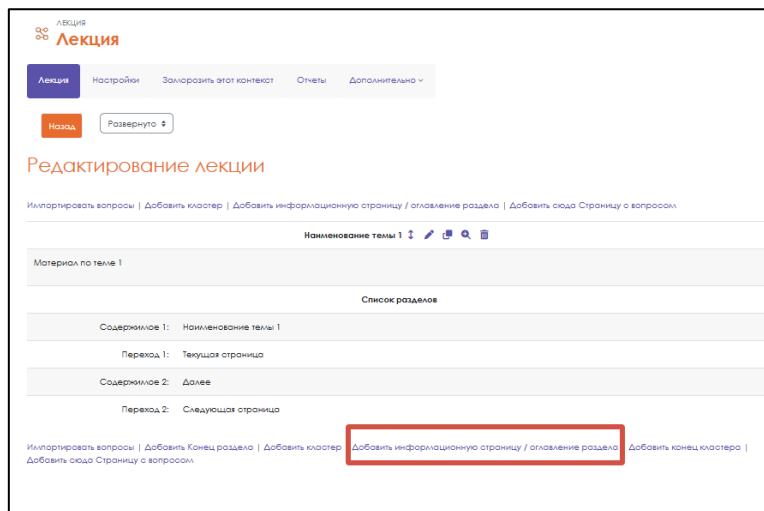 ЛЕКЦИЯ
Лекция
Лекция Настройки Заморозить этот контекст Отчеты Дополнительно
Назад Развернуто
Редактирование лекции
Импортировать вопросы | Добавить кластер | Добавить информационную страницу / оглавление раздела | Добавить сюда Страницу с вопросом
Наименование темы 1
Материал по теме 1
Список разделов
Содержимое 1: Наименование темы 1
Переход 1: Текущая страница
Содержимое 2: Далее
Переход 2: Следующая страница
Импортировать вопросы | Добавить Конец раздела | Добавить кластер Добавить информационную страницу / оглавление раздела Добавить конец кластера |
Добавить сюда Страницу с вопросом